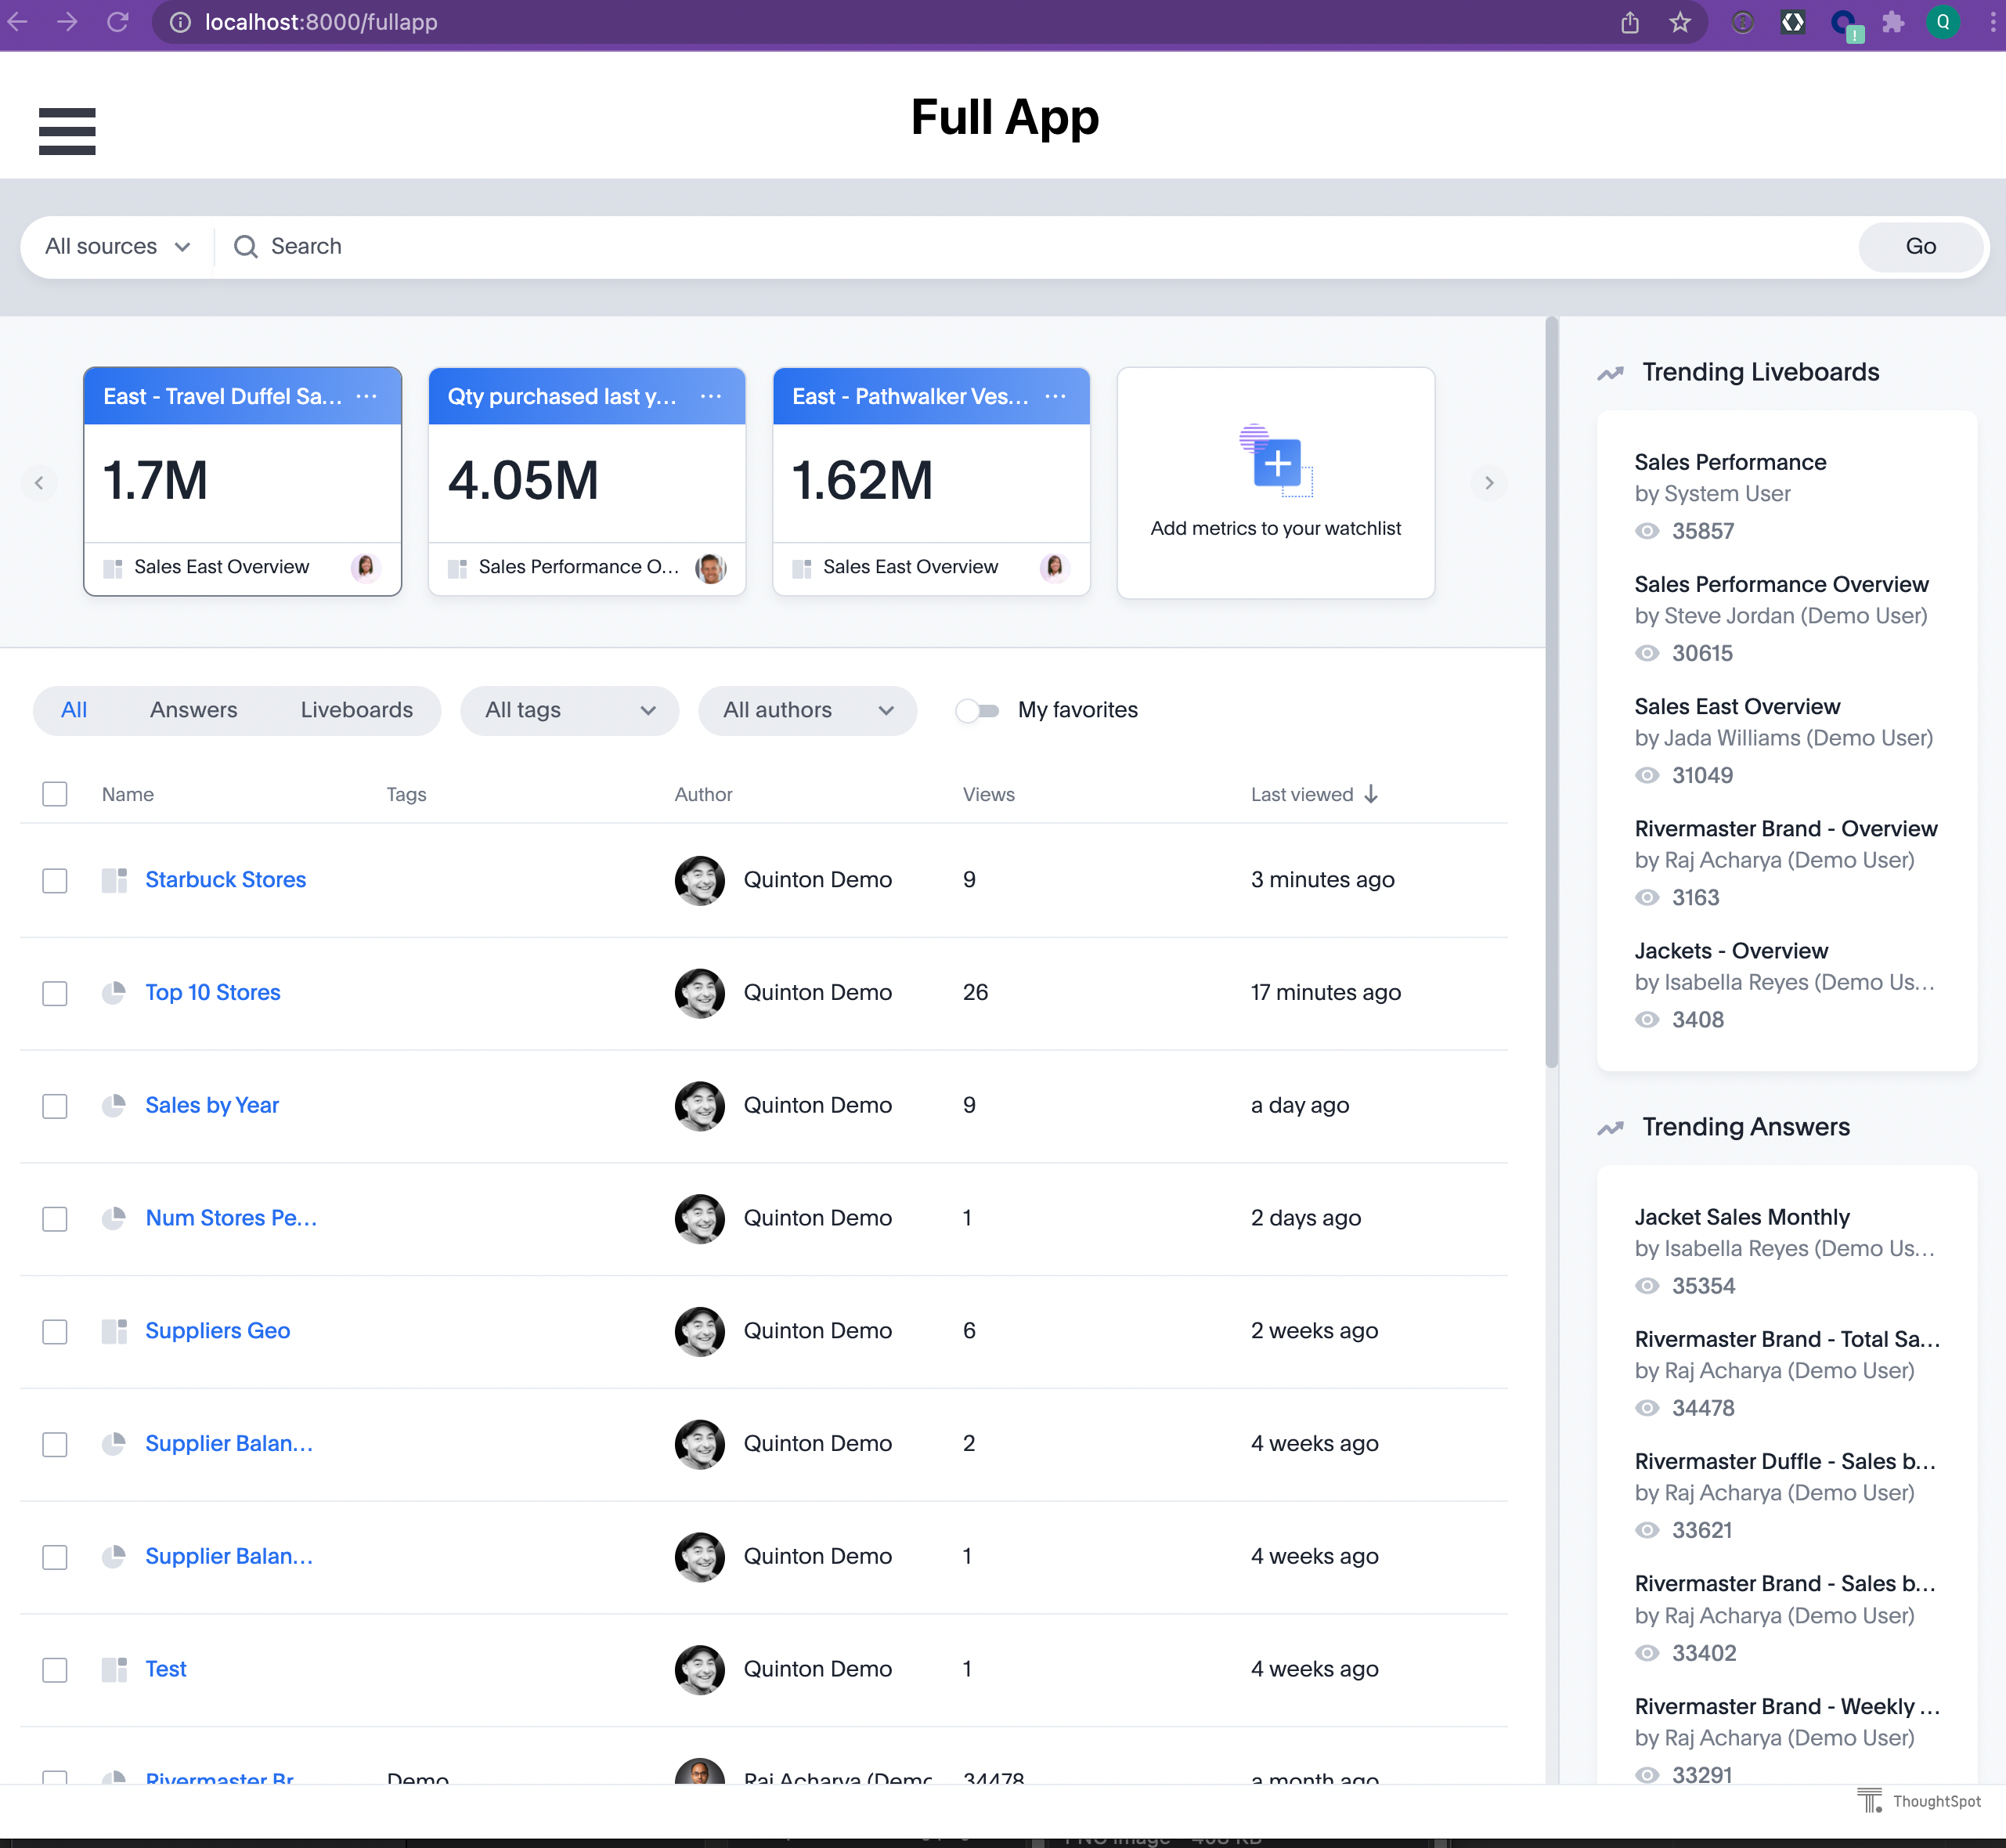 localhost:8000/fullapp
Q
Full App
All sources
Search
Go
East - Travel Duffel Sa... ...
1.7M
Sales East Overview
Qty purchased last y... ...
4.05M
Sales Performance O...
East - Pathwalker Ves... ...
1.62M
Sales East Overview
Add metrics to your watchlist
All Answers Liveboards All tags All authors My favorites
Name Tags Author Views Last viewed
Starbuck Stores Quinton Demo 9 3 minutes ago
Top 10 Stores Quinton Demo 26 17 minutes ago
Sales by Year Quinton Demo 9 a day ago
Num Stores Pe... Quinton Demo 1 2 days ago
Suppliers Geo Quinton Demo 6 2 weeks ago
Supplier Balan... Quinton Demo 2 4 weeks ago
Supplier Balan... Quinton Demo 1 4 weeks ago
Test Quinton Demo 1 4 weeks ago
Rivermaster Br Demo Raj Acharya (Demo 34478 a month ago
Trending Liveboards
Sales Performance
by System User
35857
Sales Performance Overview
by Steve Jordan (Demo User)
30615
Sales East Overview
by Jada Williams (Demo User)
31049
Rivermaster Brand - Overview
by Raj Acharya (Demo User)
3163
Jackets - Overview
by Isabella Reyes (Demo Us...
3408
Trending Answers
Jacket Sales Monthly
by Isabella Reyes (Demo Us...
35354
Rivermaster Brand - Total Sa...
by Raj Acharya (Demo User)
34478
Rivermaster Duffle - Sales b...
by Raj Acharya (Demo User)
33621
Rivermaster Brand - Sales b...
by Raj Acharya (Demo User)
33402
Rivermaster Brand - Weekly ...
by Raj Acharya (Demo User)
33291
ThoughtSpot